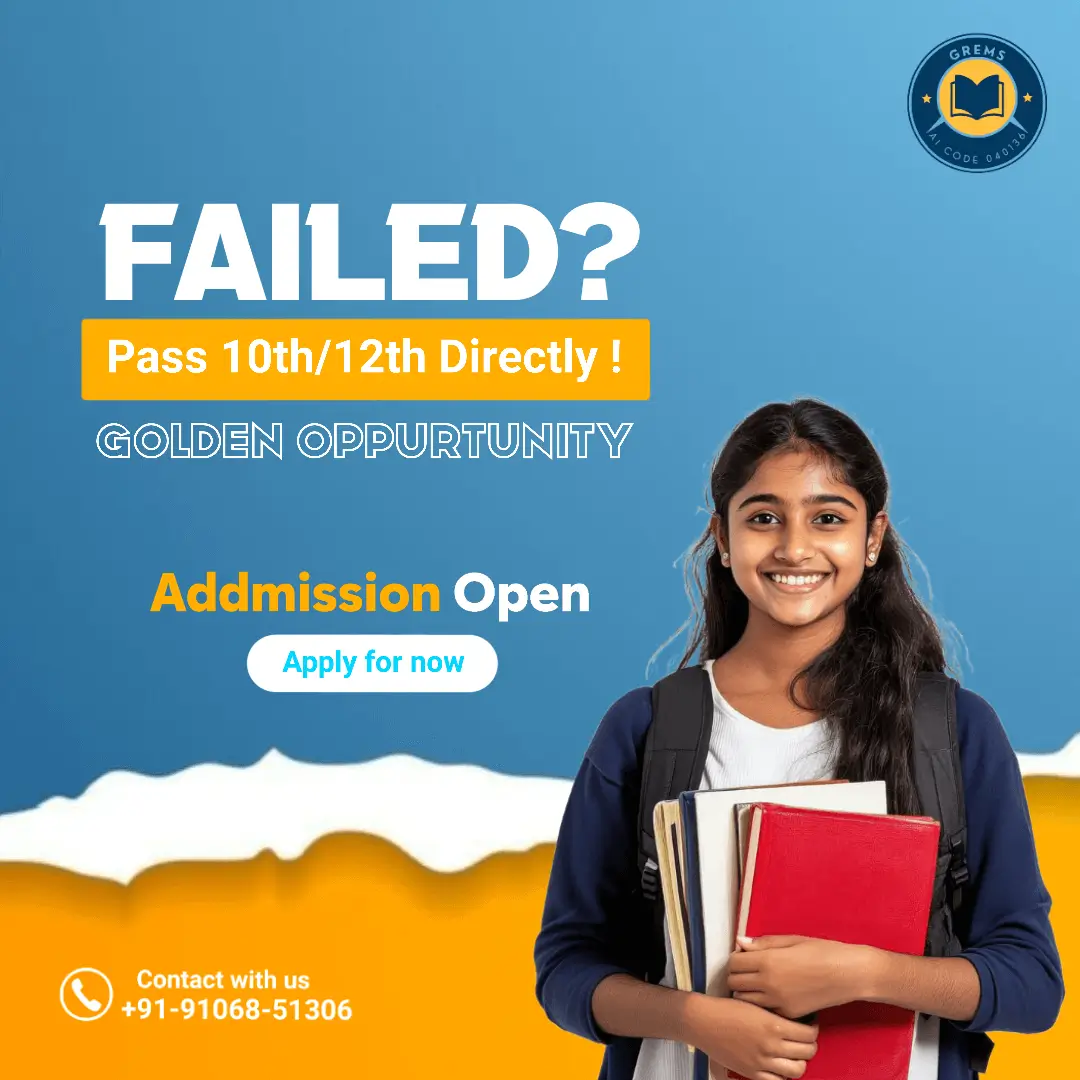 GREMS
AI CODE 040136
FAILED?
Pass 10th/12th Directly !
GOLDEN OPPURTUNITY
Addmission Open
Apply for now
Contact with us
+91-91068-51306